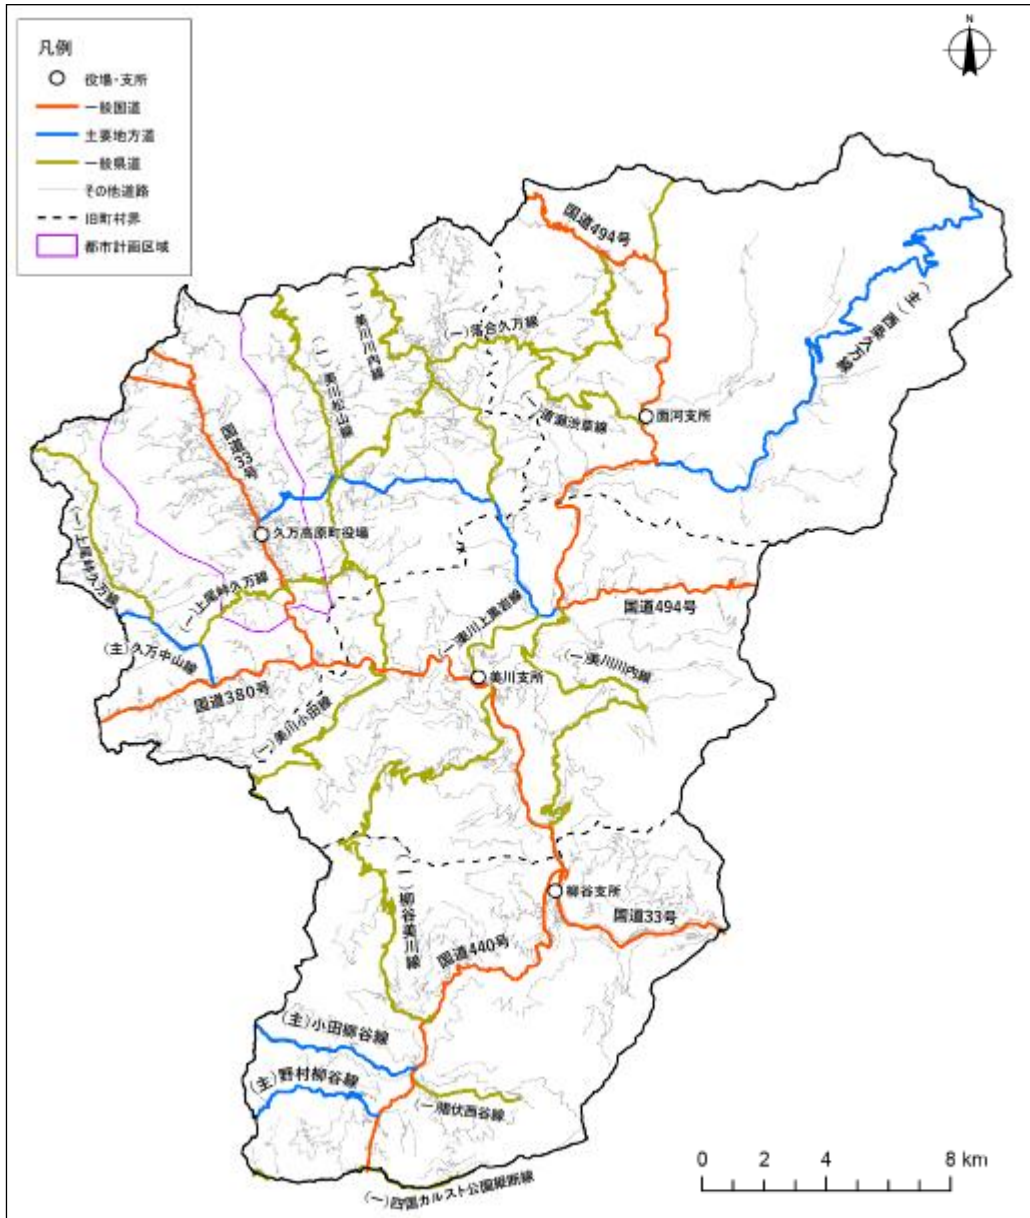 凡例
役場・支所
一般国道
主要地方道
一般県道
その他道路
旧町村界
都市計画区域
N
国道494号
(一)美川川内線
(一)落合久万線
(主)西条久万線
(一)美川松山線
国道33号
(一)直瀬渋草線
面河支所
久万高原町役場
(一)上尾峠久万線
(一)上尾峠久万線
(主)久万中山線
国道494号
(一)東川上黒岩線
(一)美川川内線
美川支所
国道380号
(一)美川小田線
柳谷支所
国道33号
(一)柳谷美川線
国道440号
(主)小田柳谷線
(主)野村柳谷線
(一)四国カルスト公園縦断線
0 2 4 8 km